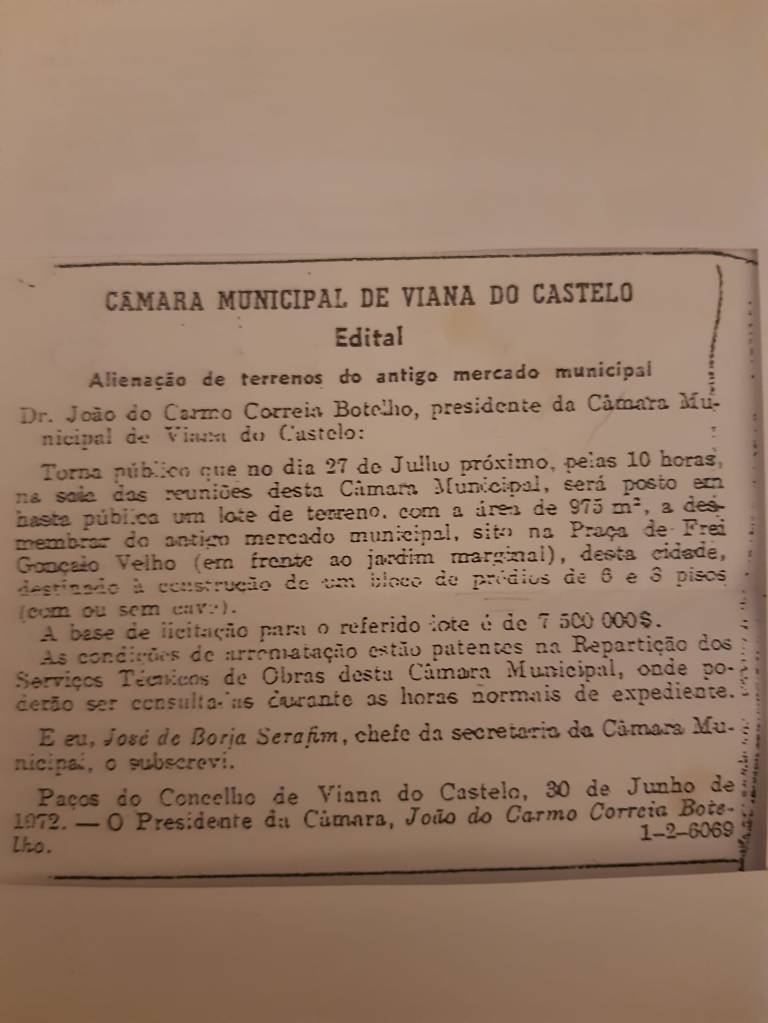 CÂMARA MUNICIPAL DE VIANA DO CASTELO
Edital
Alienação de terrenos do antigo mercado municipal
Dr. João do Carmo Correia Botelho, presidente da Câmara Mu-
nicipal de Viana do Castelo:
Torna público que no dia 27 de Julho próximo, pelas 10 horas,
na sala das reuniões desta Câmara Municipal, será posto em
hasta pública um lote de terreno, com a área de 975 m², a des-
membrar do antigo mercado municipal, sito na Praça de Frei
Gonçalo Velho (em frente ao jardim marginal), desta cidade,
destinado à construção de um bloco de prédios de 6 e 8 pisos
(com ou sem cave).
A base de licitação para o referido lote é de 7 500 000$.
As condições de arrematação estão patentes na Repartição dos
Serviços Técnicos de Obras desta Câmara Municipal, onde po-
derão ser consultadas durante as horas normais de expediente.
E eu, José de Borja Serafim, chefe da secretaria da Câmara Mu-
nicipal, o subscrevi.
Paços do Concelho de Viana do Castelo, 30 de Junho de
1972. — O Presidente da Câmara, João do Carmo Correia Bote-
lho. 1-2-6069